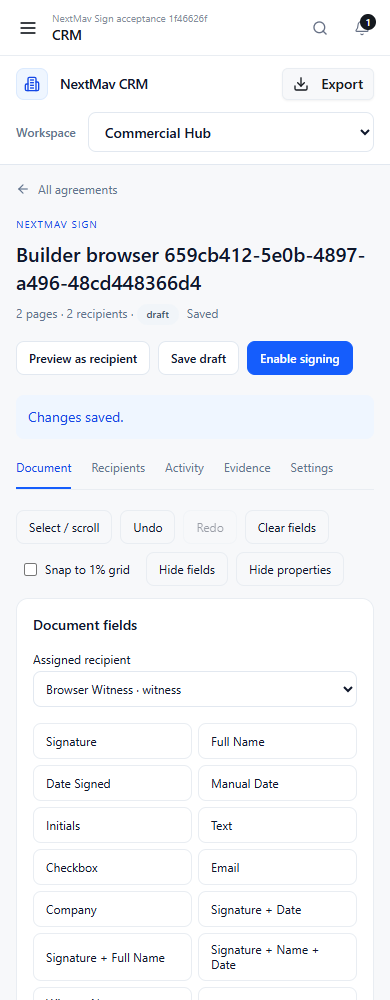 NextMav Sign acceptance 1f46626f
CRM
1
NextMav CRM
Export
Workspace
Commercial Hub
All agreements
NEXTMAV SIGN
Builder browser 659cb412-5e0b-4897-
a496-48cd448366d4
2 pages · 2 recipients · draft Saved
Preview as recipient
Save draft
Enable signing
Changes saved.
Document
Recipients
Activity
Evidence
Settings
Select / scroll
Undo
Redo
Clear fields
Snap to 1% grid
Hide fields
Hide properties
Document fields
Assigned recipient
Browser Witness · witness
Signature
Full Name
Date Signed
Manual Date
Initials
Text
Checkbox
Email
Company
Signature + Date
Signature + Full Name
Signature + Name +
Date